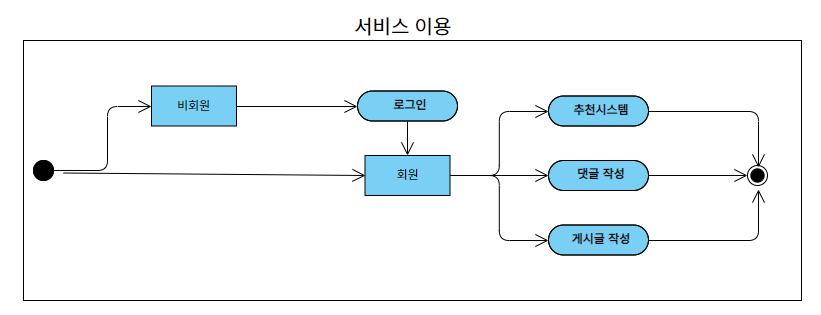 서비스 이용
비회원
로그인
회원
추천시스템
댓글 작성
게시글 작성